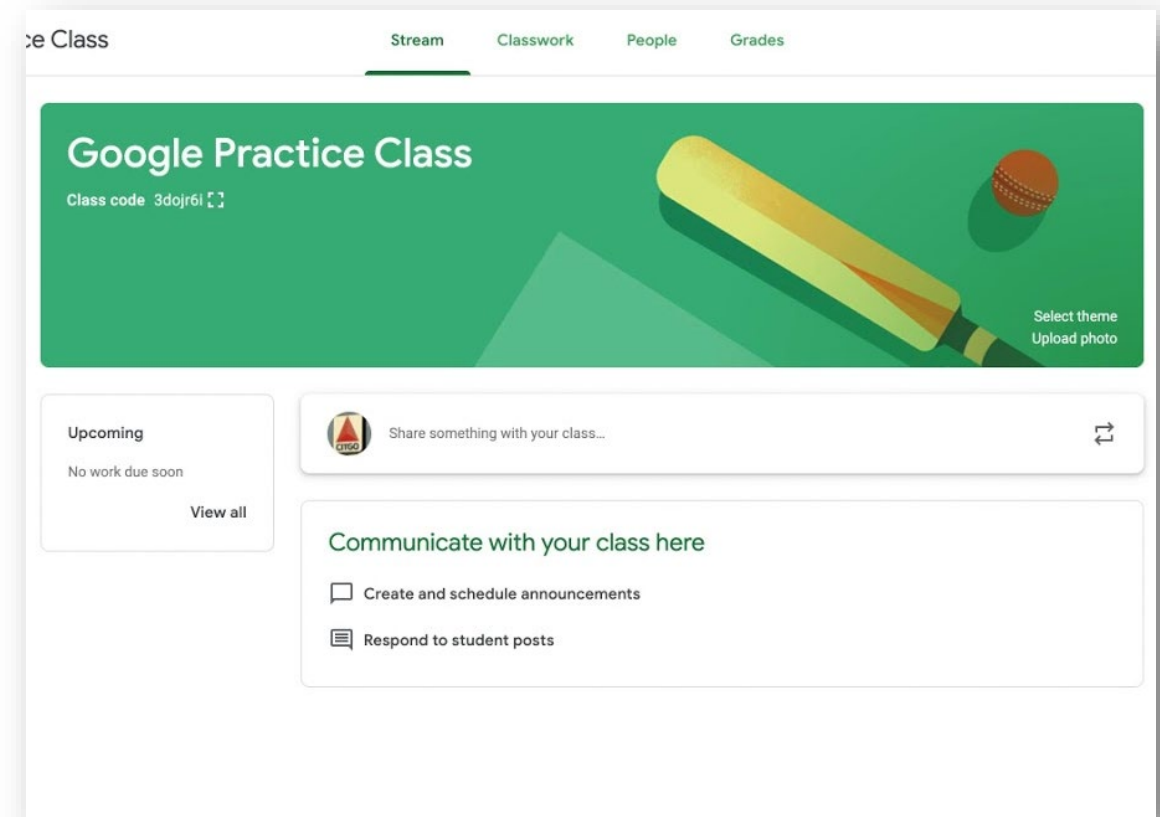 ce Class
Stream Classwork People Grades
Google Practice Class
Class code 3dojr6i
Select theme
Upload photo
Upcoming
No work due soon
View all
CITGO
Share something with your class...
Communicate with your class here
Create and schedule announcements
Respond to student posts